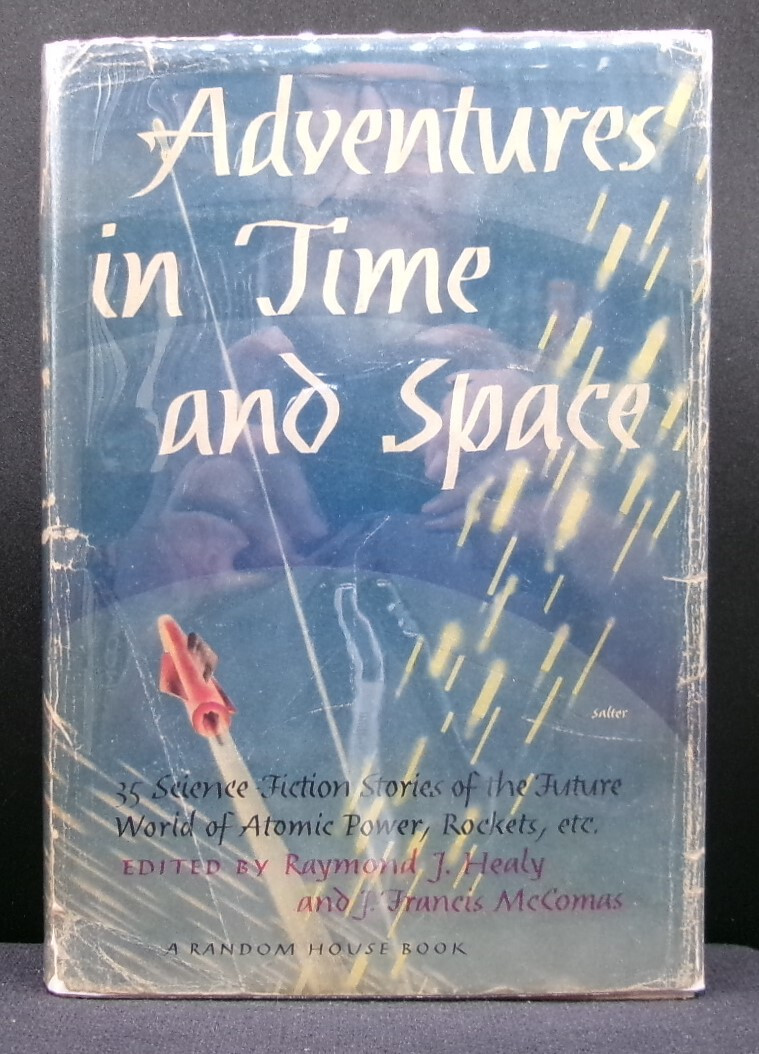 Adventures
in Time
and Space
salter
35 Science-Fiction Stories of the Future
World of Atomic Power, Rockets, etc.
EDITED BY Raymond J. Healy
and J. Francis McComas
A RANDOM HOUSE BOOK